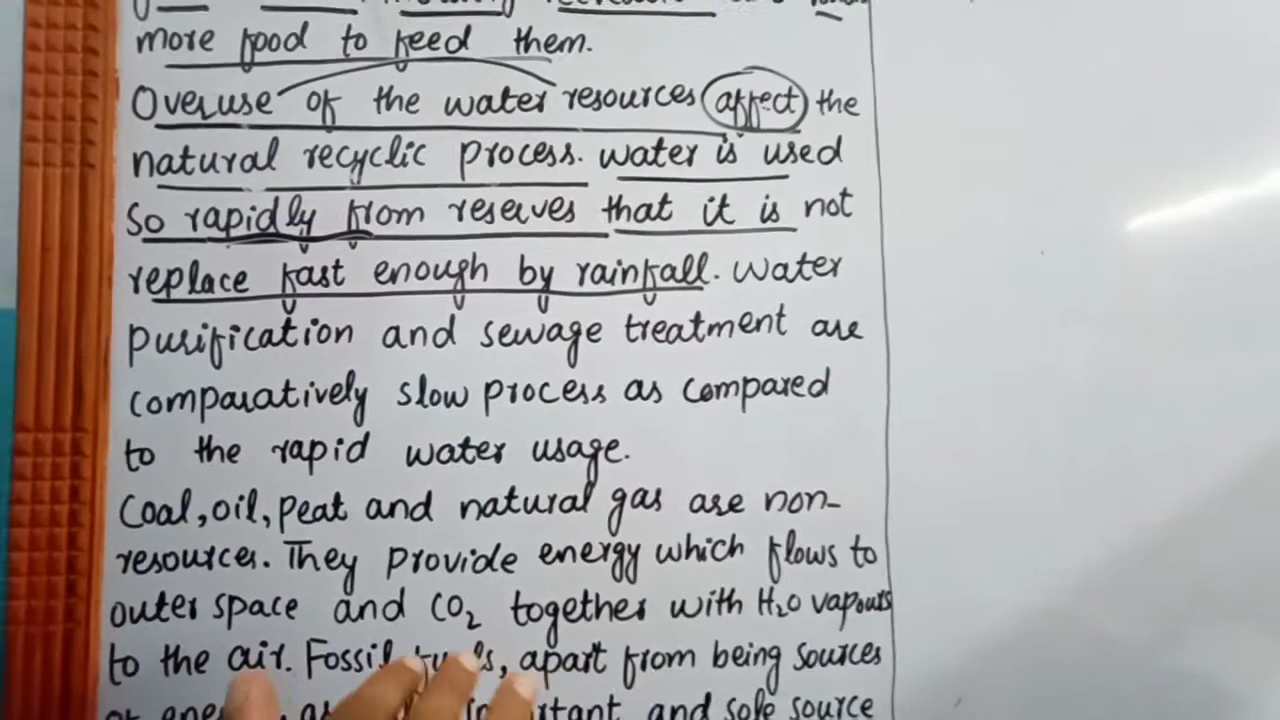 more food to feed them.
Overuse of the water resources affect the
natural recyclic process. water is used
So rapidly from reserves that it is not
replace fast enough by rainfall. Water
purification and sewage treatment are
comparatively slow process as compared
to the rapid water usage.
Coal, oil, peat and natural gas are non-
resources. They provide energy which flows to
outer space and CO₂ together with H₂O vapours
to the air. Fossil fuels, apart from being sources
and sole source